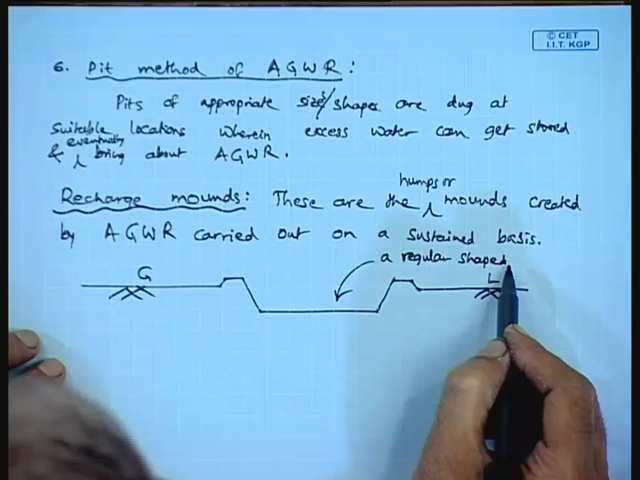 © CET
I.I.T. KGP
6. Pit method of AGWR:
Pits of appropriate sizes/shapes are dug at
suitable locations wherein excess water can get stored
& eventually bring about AGWR.
Recharge mounds: These are the humps or mounds created
by AGWR carried out on a sustained basis.
a regular shaped
G L